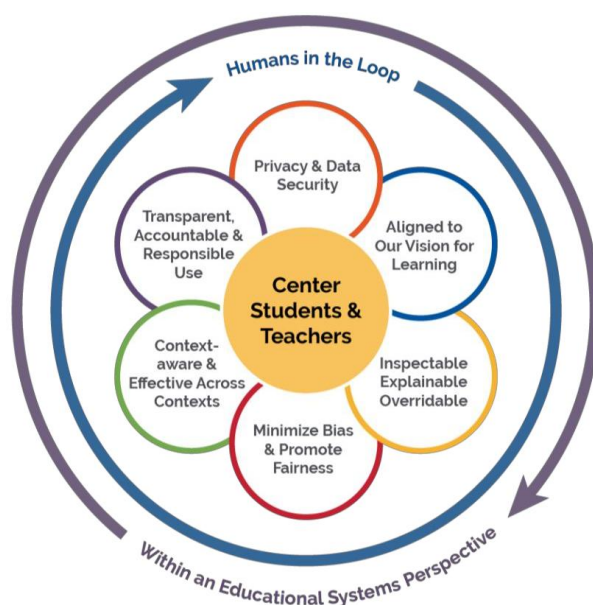 Humans in the Loop
Privacy & Data
Security
Transparent,
Accountable &
Responsible
Use
Aligned to
Our Vision for
Learning
Center
Students &
Teachers
Context-
aware &
Effective Across
Contexts
Inspectable
Explainable
Overridable
Minimize Bias
& Promote
Fairness
Within an Educational Systems Perspective